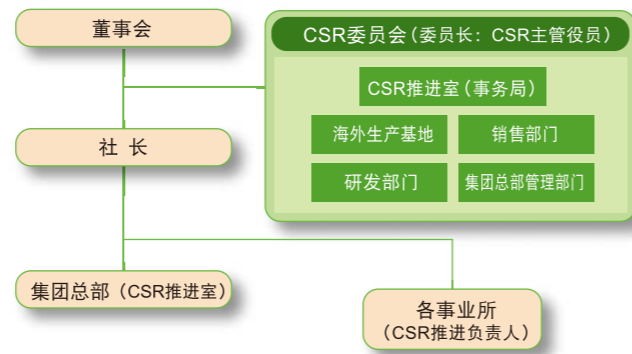 董事会
CSR委员会（委员长：CSR主管役员）
CSR推进室（事务局）
海外生产基地
销售部门
研发部门
集团总部管理部门
社 长
集团总部（CSR推进室）
各事业所
（CSR推进负责人）